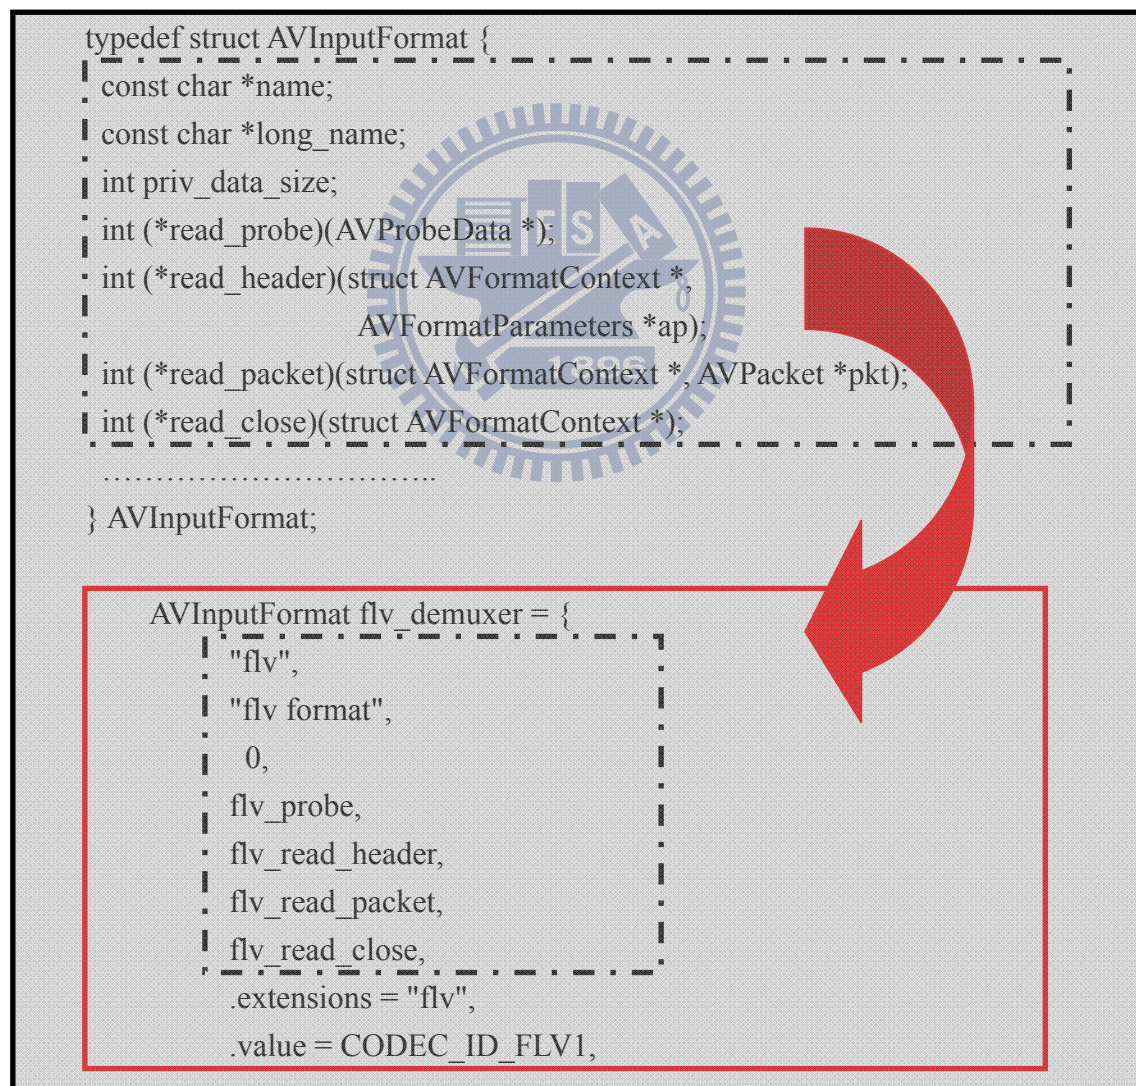 typedef struct AVInputFormat {
const char *name;
const char *long_name;
int priv_data_size;
int (*read_probe)(AVProbeData *);
int (*read_header)(struct AVFormatContext *,
AVFormatParameters *ap);
int (*read_packet)(struct AVFormatContext *, AVPacket *pkt);
int (*read_close)(struct AVFormatContext *);
…………………………..
} AVInputFormat;
ES
A
1896
AVInputFormat flv_demuxer = {
"flv",
"flv format",
0,
flv_probe,
flv_read_header,
flv_read_packet,
flv_read_close,
.extensions = "flv",
.value = CODEC_ID_FLV1,